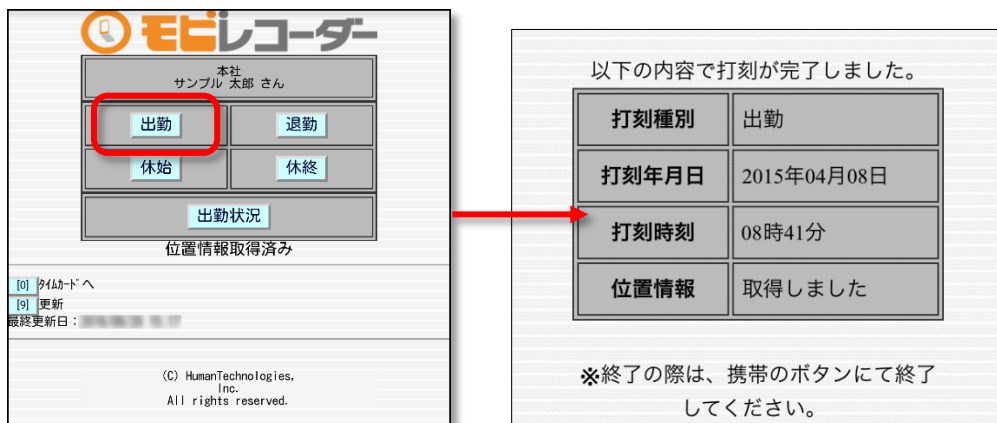 モビレコーダー
本社
サンプル 太郎 さん
出勤
退勤
休始
休終
出勤状況
位置情報取得済み
[0] ﾀｲﾑｶｰﾄﾞへ
[9] 更新
最終更新日：
(C) HumanTechnologies,
Inc.
All rights reserved.
以下の内容で打刻が完了しました。
打刻種別 出勤
打刻年月日 2015年04月08日
打刻時刻 08時41分
位置情報 取得しました
※終了の際は、携帯のボタンにて終了
してください。